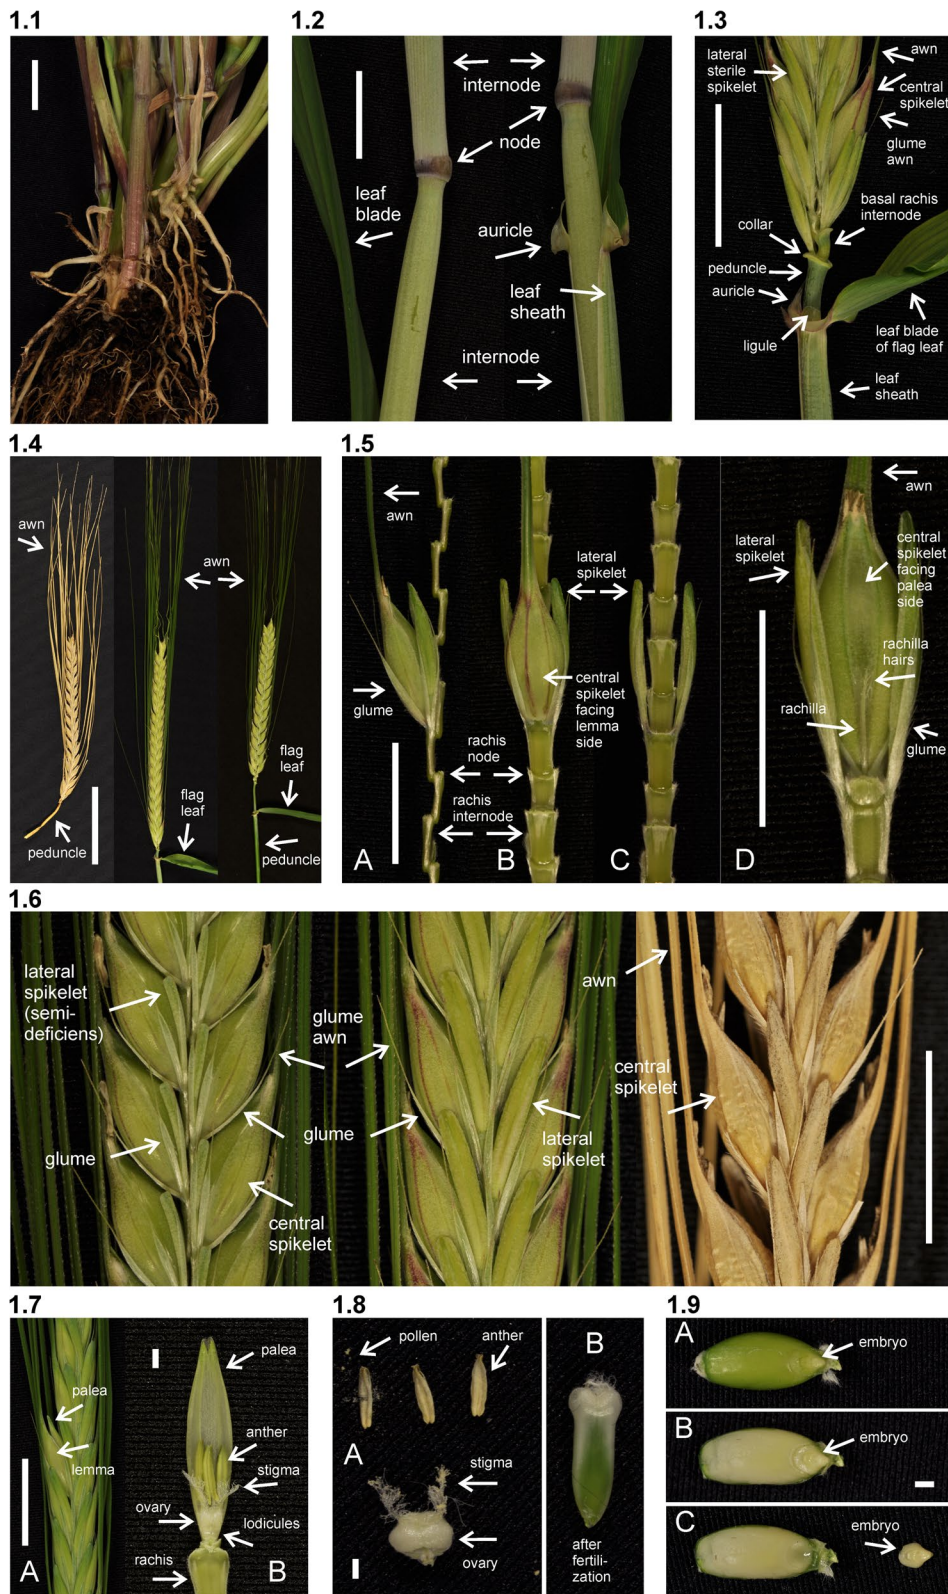 1.1
1.2
internode
node
leaf
blade
auricle
leaf
sheath
internode
1.3
lateral
sterile
spikelet
awn
central
spikelet
glume
awn
basal rachis
internode
collar
peduncle
auricle
ligule
leaf blade
of flag leaf
leaf
sheath
1.4
awn
awn
flag
leaf
flag
leaf
peduncle
peduncle
1.5
awn
lateral
spikelet
glume
central
spikelet
facing
lemma
side
rachis
node
rachis
internode
A
B
C
awn
lateral
spikelet
central
spikelet
facing
palea
side
rachilla
hairs
rachilla
glume
D
1.6
lateral
spikelet
(semi-
deficiens)
glume
awn
glume
glume
central
spikelet
lateral
spikelet
awn
central
spikelet
1.7
palea
lemma
A
palea
anther
stigma
ovary
lodicules
rachis
B
1.8
pollen
anther
A
stigma
ovary
B
after
fertili-
zation
1.9
A
embryo
B
embryo
C
embryo